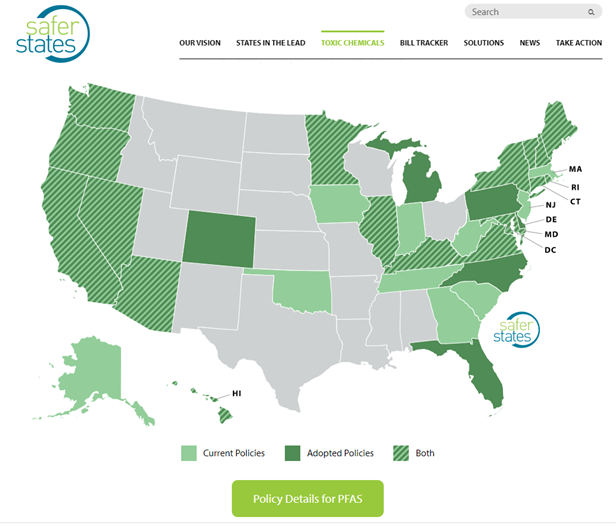 safer
states
Search
OUR VISION STATES IN THE LEAD TOXIC CHEMICALS BILL TRACKER SOLUTIONS NEWS TAKE ACTION
MA
RI
CT
NJ
DE
MD
DC
safer
states
HI
Current Policies Adopted Policies Both
Policy Details for PFAS